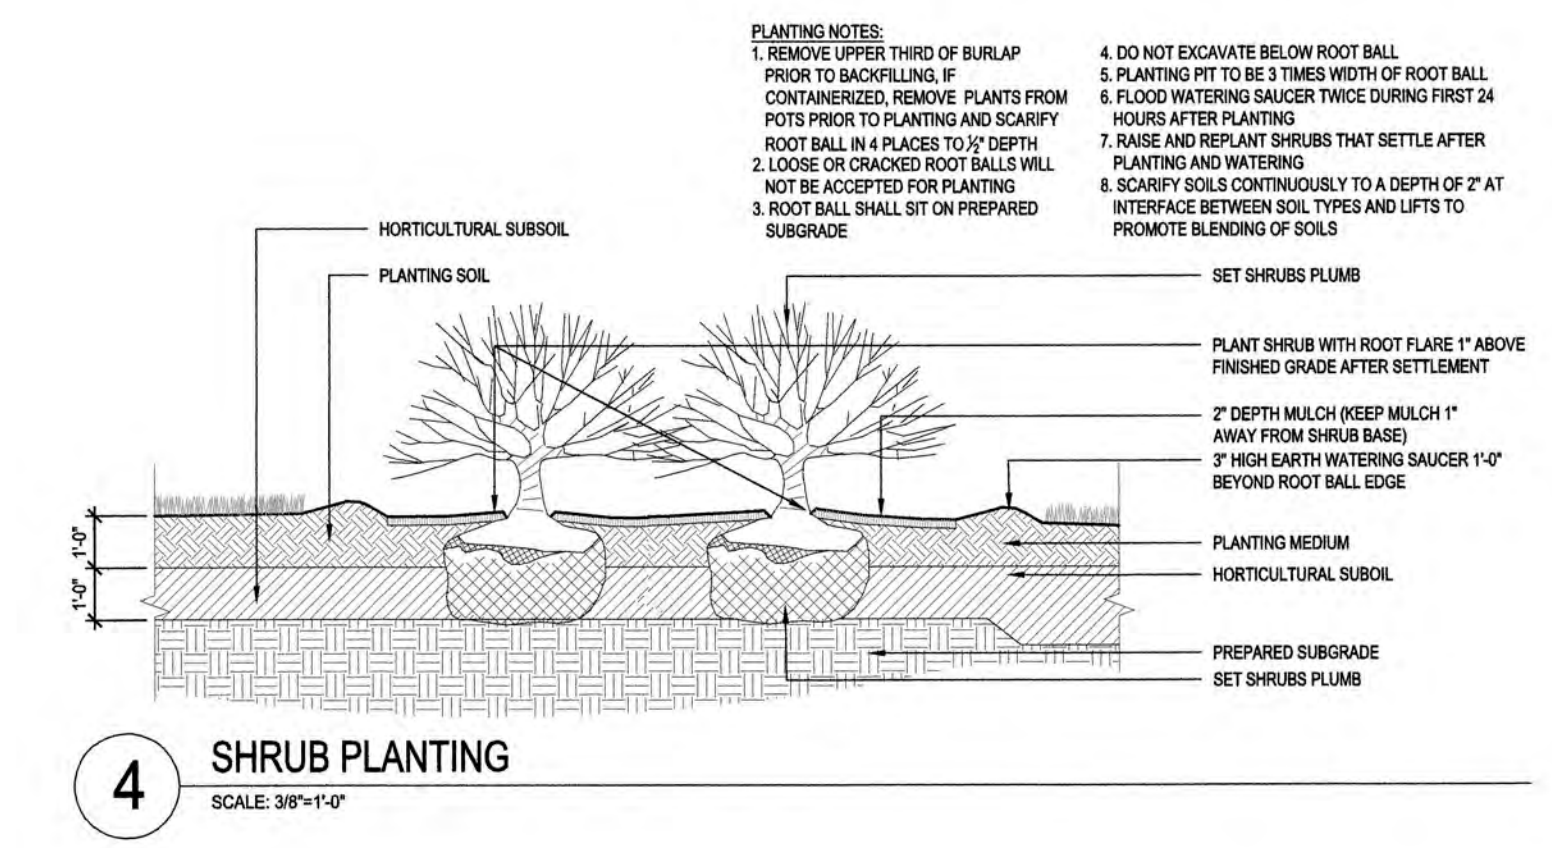 PLANTING NOTES:
1. REMOVE UPPER THIRD OF BURLAP
PRIOR TO BACKFILLING, IF
CONTAINERIZED, REMOVE PLANTS FROM
POTS PRIOR TO PLANTING AND SCARIFY
ROOT BALL IN 4 PLACES TO ½" DEPTH
2. LOOSE OR CRACKED ROOT BALLS WILL
NOT BE ACCEPTED FOR PLANTING
3. ROOT BALL SHALL SIT ON PREPARED
SUBGRADE
4. DO NOT EXCAVATE BELOW ROOT BALL
5. PLANTING PIT TO BE 3 TIMES WIDTH OF ROOT BALL
6. FLOOD WATERING SAUCER TWICE DURING FIRST 24
HOURS AFTER PLANTING
7. RAISE AND REPLANT SHRUBS THAT SETTLE AFTER
PLANTING AND WATERING
8. SCARIFY SOILS CONTINUOUSLY TO A DEPTH OF 2" AT
INTERFACE BETWEEN SOIL TYPES AND LIFTS TO
PROMOTE BLENDING OF SOILS
HORTICULTURAL SUBSOIL
PLANTING SOIL
SET SHRUBS PLUMB
PLANT SHRUB WITH ROOT FLARE 1" ABOVE
FINISHED GRADE AFTER SETTLEMENT
2" DEPTH MULCH (KEEP MULCH 1"
AWAY FROM SHRUB BASE)
3" HIGH EARTH WATERING SAUCER 1'-0"
BEYOND ROOT BALL EDGE
1'-0"
1'-0"
PLANTING MEDIUM
HORTICULTURAL SUBOIL
PREPARED SUBGRADE
SET SHRUBS PLUMB
4
SHRUB PLANTING
SCALE: 3/8"=1'-0"